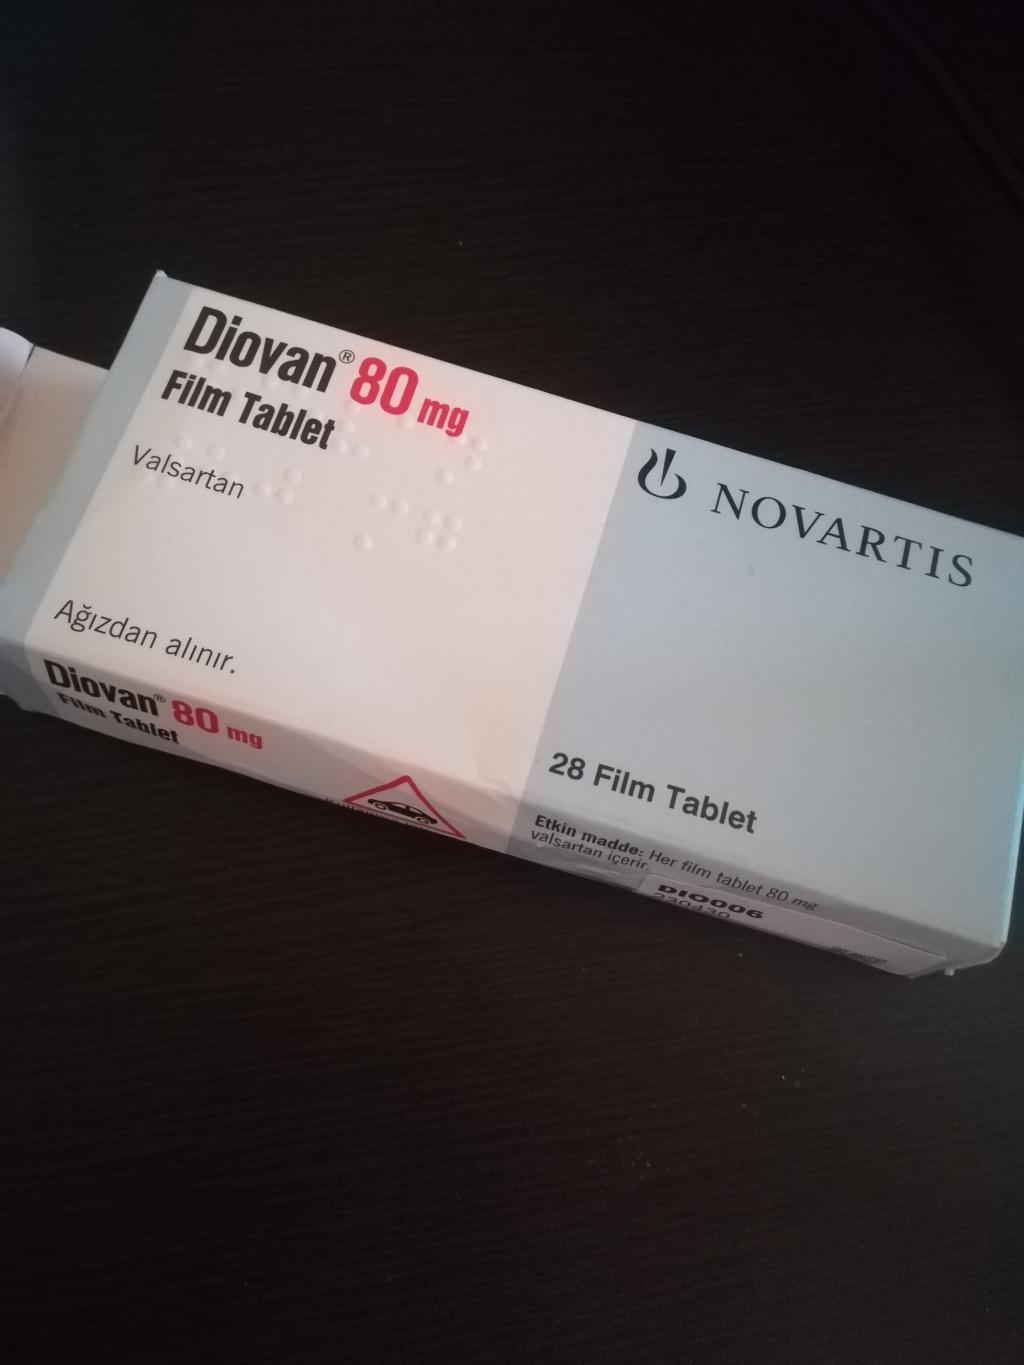 Diovan® 80 mg
Film Tablet
Valsartan
Ağızdan alınır.
NOVARTIS
28 Film Tablet
Diovan® 80 mg
Film Tablet
Etkin madde: Her film tablet 80 mg
valsartan içerir.
DIO006